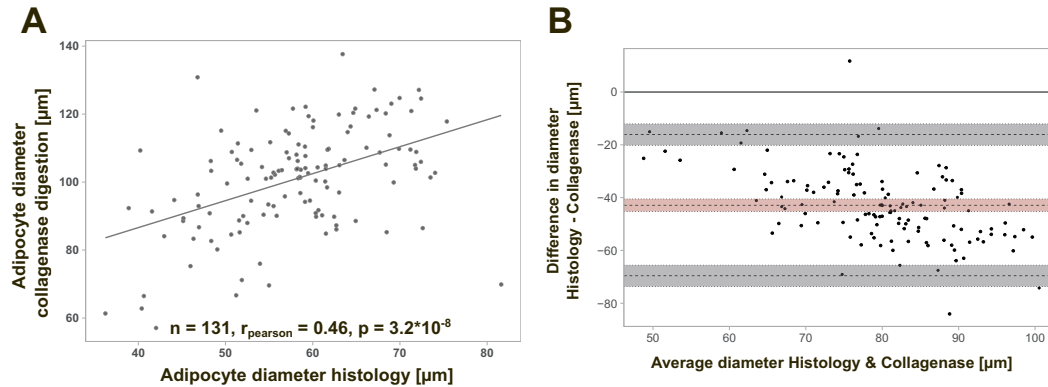 A
140
120
100
80
60
Adipocyte diameter
collagenase digestion [µm]
n = 131, rpearson = 0.46, p = 3.2*10-8
40
50
60
70
80
Adipocyte diameter histology [µm]
B
0
−20
−40
−60
−80
Difference in diameter
Histology - Collagenase [µm]
50
60
70
80
90
100
Average diameter Histology & Collagenase [µm]